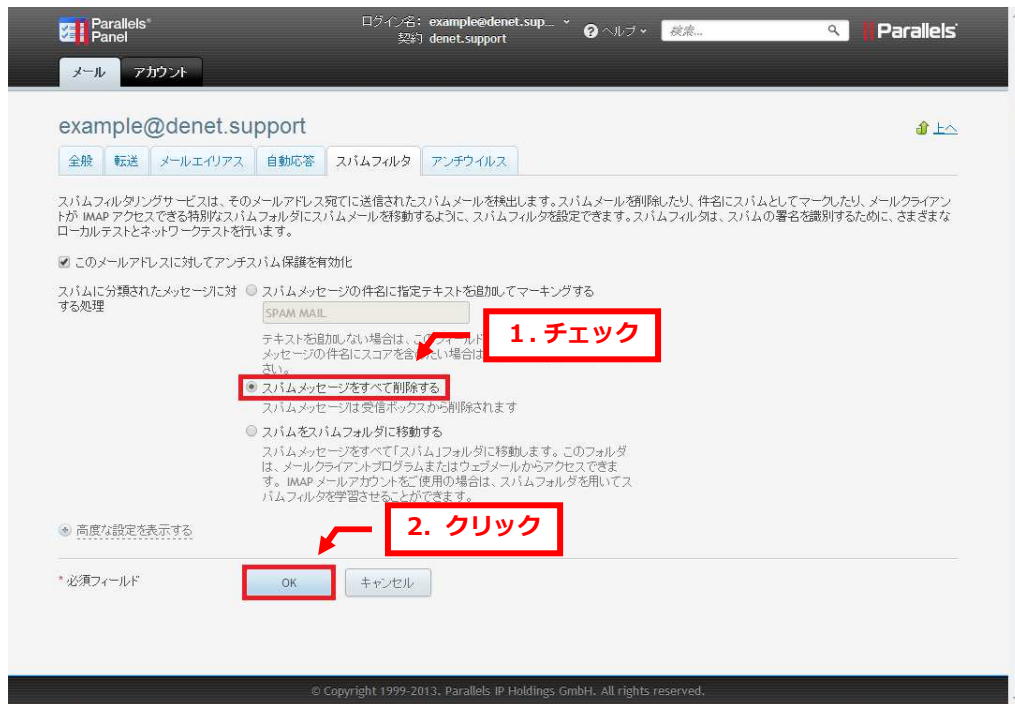 Parallels
Panel
ログイン名: example@denet.sup...
契約 denet.support
ヘルプ
検索...
Parallels
メール アカウント
example@denet.support
上へ
全般 転送 メールエイリアス 自動応答 スパムフィルタ アンチウイルス
スパムフィルタリングサービスは、そのメールアドレス宛てに送信されたスパムメールを検出します。スパムメールを削除したり、件名にスパムとしてマークしたり、メールクライアン
トが IMAP アクセスできる特別なスパムフォルダにスパムメールを移動するように、スパムフィルタを設定できます。スパムフィルタは、スパムの署名を識別するために、さまざまな
ローカルテストとネットワークテストを行います。
このメールアドレスに対してアンチスパム保護を有効化
スパムに分類されたメッセージに対
する処理
スパムメッセージの件名に指定テキストを追加してマーキングする
SPAM MAIL
テキストを追加しない場合は、このフィールド
メッセージの件名にスコアを含めたい場合は
さい。
1. チェック
スパムメッセージをすべて削除する
スパムメッセージは受信ボックスから削除されます
スパムをスパムフォルダに移動する
スパムメッセージをすべて「スパム」フォルダに移動します。このフォルダ
は、メールクライアントプログラムまたはウェブメールからアクセスできま
す。IMAP メールアカウントをご使用の場合は、スパムフォルダを用いてス
パムフィルタを学習させることができます。
2. クリック
高度な設定を表示する
* 必須フィールド
OK キャンセル
© Copyright 1999-2013. Parallels IP Holdings GmbH. All rights reserved.